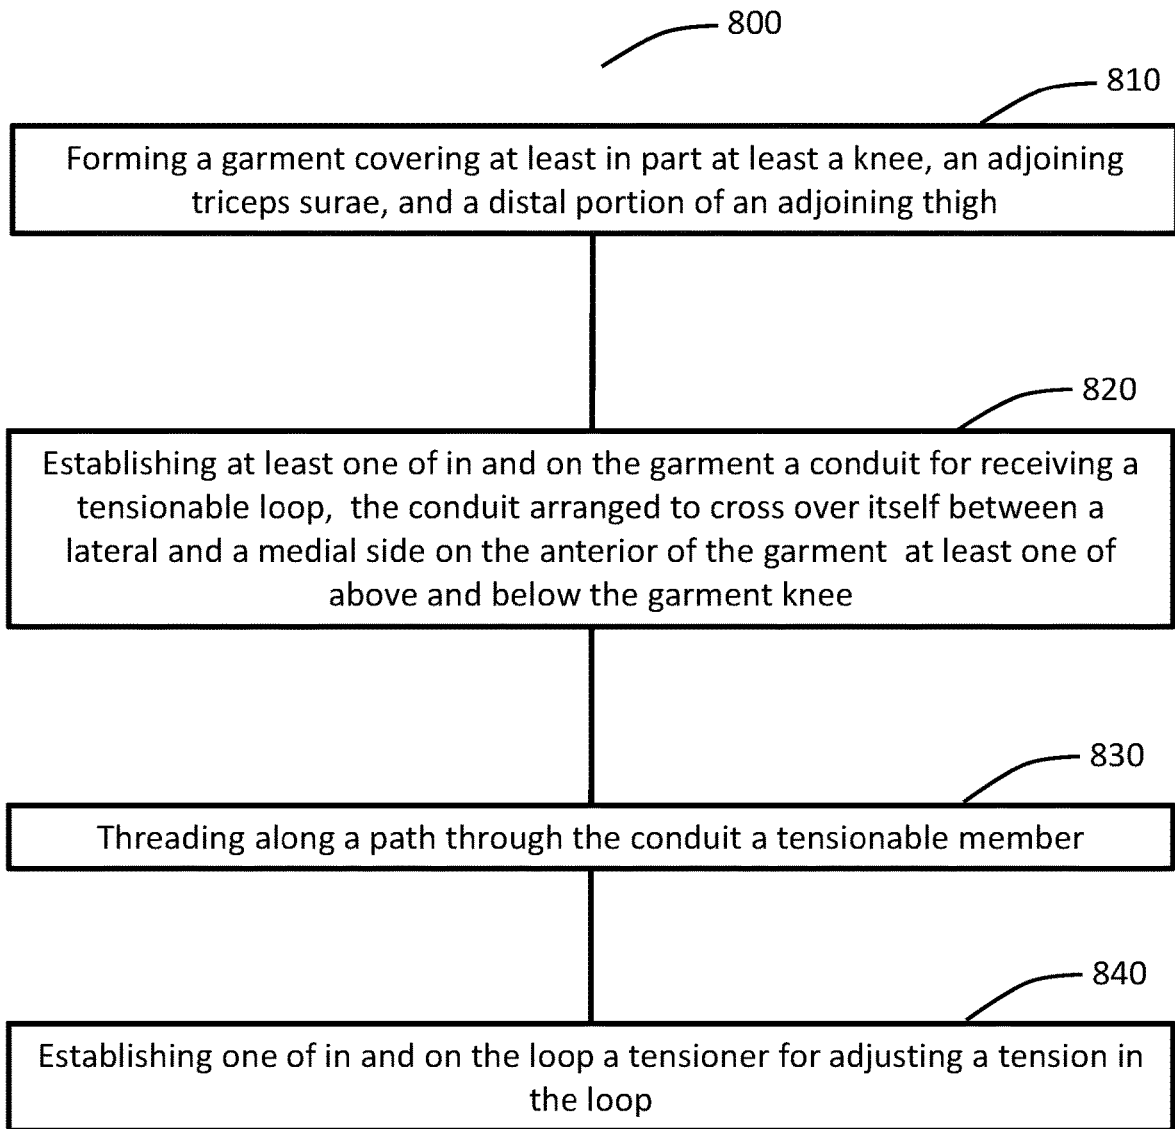 800
810
Forming a garment covering at least in part at least a knee, an adjoining
triceps surae, and a distal portion of an adjoining thigh
820
Establishing at least one of in and on the garment a conduit for receiving a
tensionable loop, the conduit arranged to cross over itself between a
lateral and a medial side on the anterior of the garment at least one of
above and below the garment knee
830
Threading along a path through the conduit a tensionable member
840
Establishing one of in and on the loop a tensioner for adjusting a tension in
the loop